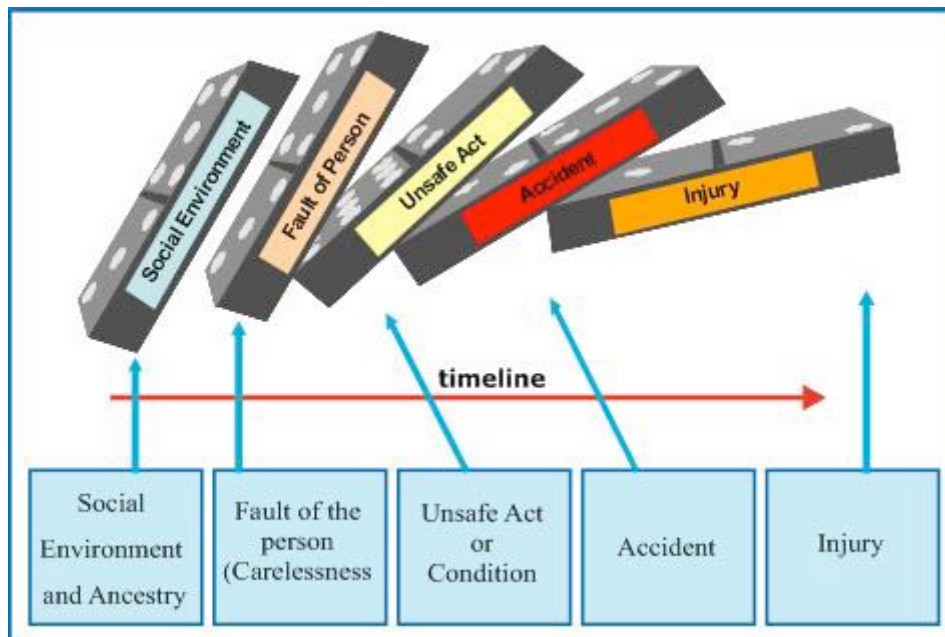 Social Environment
Fault of Person
Unsafe Act
Accident
Injury
timeline
Social
Environment
and Ancestry
Fault of the
person
(Carelessness
Unsafe Act
or
Condition
Accident
Injury